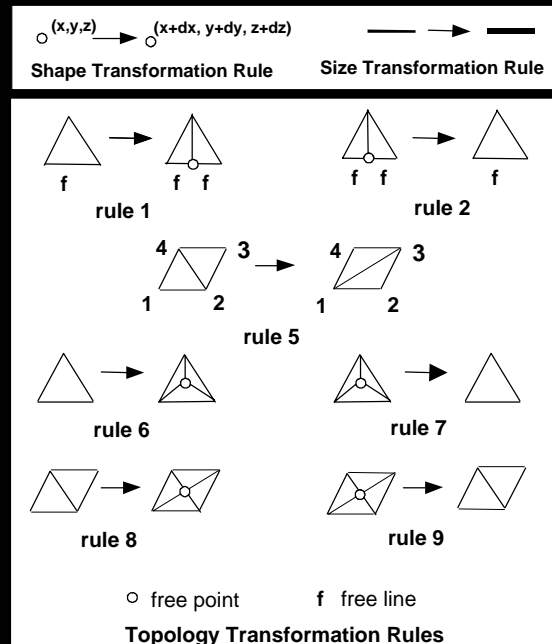 (x,y,z) (x+dx, y+dy, z+dz)
Shape Transformation Rule Size Transformation Rule
f f f f f f
rule 1 rule 2
4 3 4 3
1 2 1 2
rule 5
rule 6 rule 7
rule 8 rule 9
free point f free line
Topology Transformation Rules